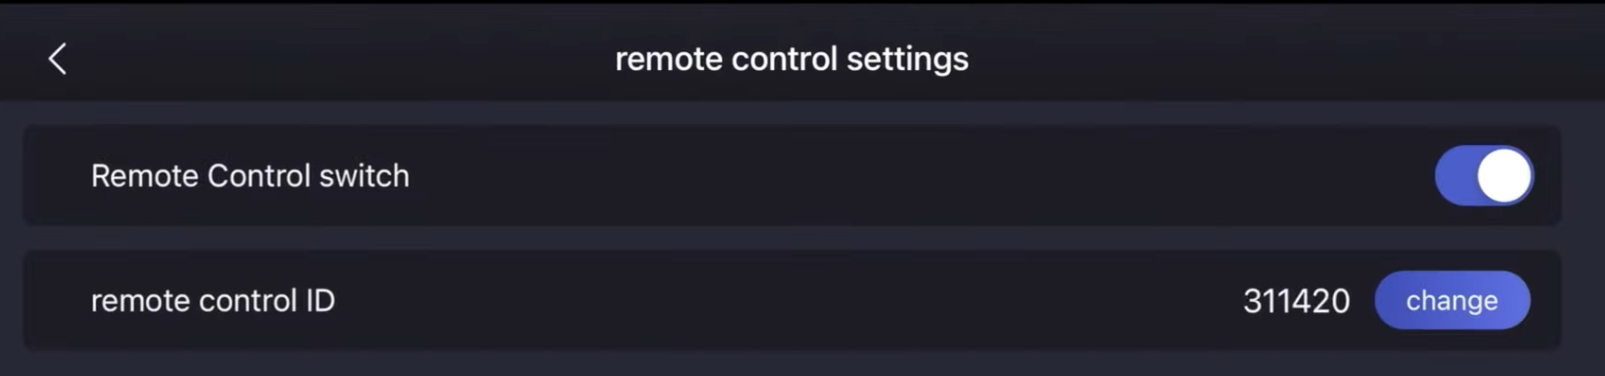 remote control settings
Remote Control switch
remote control ID 311420 change